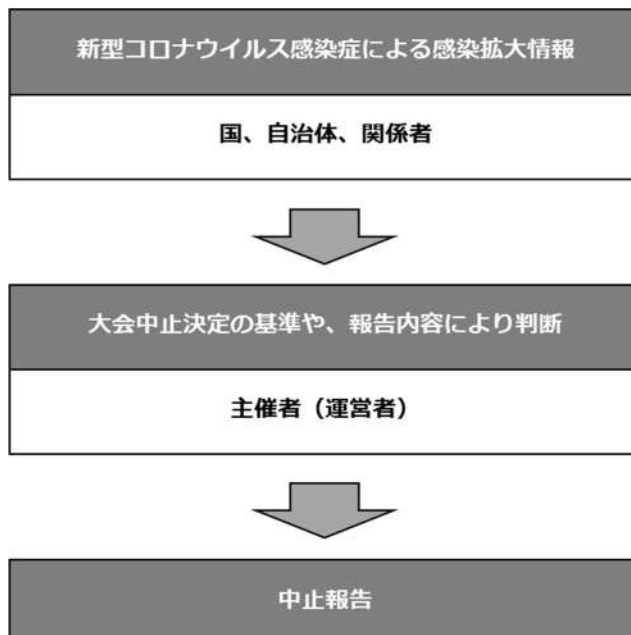 新型コロナウイルス感染症による感染拡大情報
国、自治体、関係者
大会中止決定の基準や、報告内容により判断
主催者（運営者）
中止報告